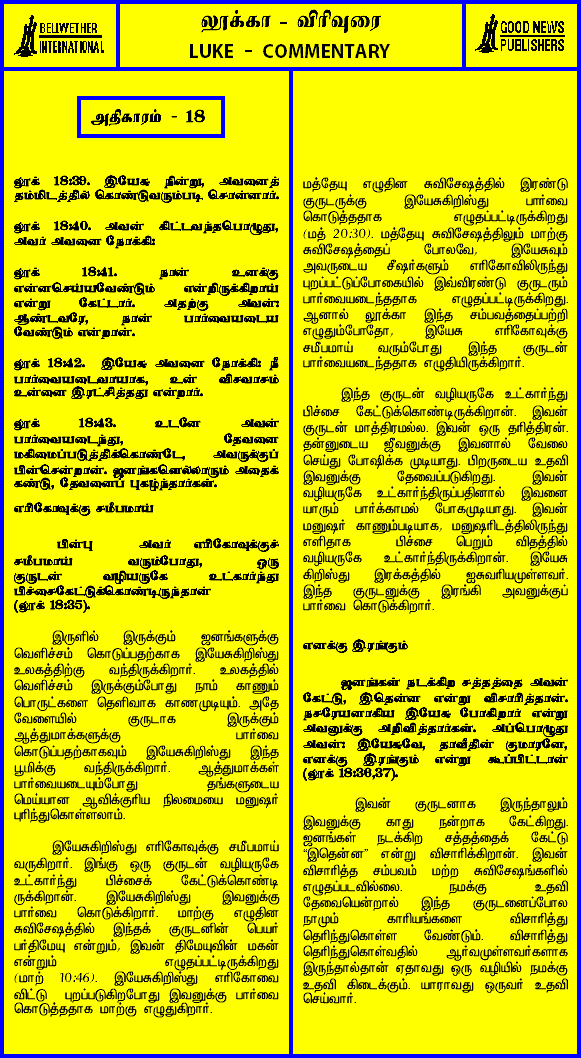 BELWETHER
INTERNATIONAL
லூக்கா - விரிவுரை
LUKE - COMMENTARY
GOOD NEWS
PUBLISHERS
அதிகாரம் - 18
லூக் 18:39. இயேசு நின்று, அவனைத்
தம்மிடத்தில் கொண்டுவரும்படி சொன்னார்.
லூக் 18:40. அவன் கிட்டவந்தபொழுது,
அவர் அவனை நோக்கி:
லூக் 18:41. நான் உனக்கு
என்னசெய்யவேண்டும் என்றிருக்கிறாய்
என்று கேட்டார். அதற்கு அவன்:
ஆண்டவரே, நான் பார்வையடைய
வேண்டும் என்றான்.
லூக் 18:42. இயேசு அவனை நோக்கி: நீ
பார்வையடைவாயாக, உன் விசுவாசம்
உன்னை இரட்சித்தது என்றார்.
லூக் 18:43. உடனே அவன்
பார்வையடைந்து, தேவனை
மகிமைப்படுத்திக்கொண்டே, அவருக்குப்
பின்சென்றான். ஜனங்களெல்லாரும் அதைக்
கண்டு, தேவனைப் புகழ்ந்தார்கள்.
எரிகோவுக்கு சமீபமாய்
பின்பு அவர் எரிகோவுக்குச்
சமீபமாய் வரும்போது, ஒரு
குருடன் வழியருகே உட்கார்ந்து
பிச்சைகேட்டுக்கொண்டிருந்தான்
(லூக் 18:35).
இருளில் இருக்கும் ஜனங்களுக்கு
வெளிச்சம் கொடுப்பதற்காக இயேசுகிறிஸ்து
உலகத்திற்கு வந்திருக்கிறார். உலகத்தில்
வெளிச்சம் இருக்கும்போது நாம் காணும்
பொருட்களை தெளிவாக காணமுடியும். அதே
வேளையில் குருடாக இருக்கும்
ஆத்துமாக்களுக்கு பார்வை
கொடுப்பதற்காகவும் இயேசுகிறிஸ்து இந்த
பூமிக்கு வந்திருக்கிறார். ஆத்துமாக்கள்
பார்வையடையும்போது தங்களுடைய
மெய்யான ஆவிக்குரிய நிலமையை மனுஷர்
புரிந்துகொள்ளலாம்.
இயேசுகிறிஸ்து எரிகோவுக்கு சமீபமாய்
வருகிறார். இங்கு ஒரு குருடன் வழியருகே
உட்கார்ந்து பிச்சைக் கேட்டுக்கொண்டி
ருக்கிறான். இயேசுகிறிஸ்து இவனுக்கு
பார்வை கொடுக்கிறார். மாற்கு எழுதின
சுவிசேஷத்தில் இந்தக் குருடனின் பெயர்
பர்திமேயு என்றும், இவன் திமேயுவின் மகன்
என்றும் எழுதப்பட்டிருக்கிறது
(மாற் 10:46). இயேசுகிறிஸ்து எரிகோவை
விட்டு புறப்படுகிறபோது இவனுக்கு பார்வை
கொடுத்ததாக மாற்கு எழுதுகிறார்.
மத்தேயு எழுதின சுவிசேஷத்தில் இரண்டு
குருடருக்கு இயேசுகிறிஸ்து பார்வை
கொடுத்ததாக எழுதப்பட்டிருக்கிறது
(மத் 20:30). மத்தேயு சுவிசேஷத்திலும் மாற்கு
சுவிசேஷத்தைப் போலவே, இயேசுவும்
அவருடைய சீஷர்களும் எரிகோவிலிருந்து
புறப்பட்டுப்போகையில் இவ்விரண்டு குருடரும்
பார்வையடைந்ததாக எழுதப்பட்டிருக்கிறது.
ஆனால் லூக்கா இந்த சம்பவத்தைப்பற்றி
எழுதும்போதோ, இயேசு எரிகோவுக்கு
சமீபமாய் வரும்போது இந்த குருடன்
பார்வையடைந்ததாக எழுதியிருக்கிறார்.
இந்த குருடன் வழியருகே உட்கார்ந்து
பிச்சை கேட்டுக்கொண்டிருக்கிறான். இவன்
குருடன் மாத்திரமல்ல. இவன் ஒரு தரித்திரன்.
தன்னுடைய ஜீவனுக்கு இவனால் வேலை
செய்து போஷிக்க முடியாது. பிறருடைய உதவி
இவனுக்கு தேவைப்படுகிறது. இவன்
வழியருகே உட்கார்ந்திருப்பதினால் இவனை
யாரும் பார்க்காமல் போகமுடியாது. இவன்
மனுஷர் காணும்படியாக, மனுஷரிடத்திலிருந்து
எளிதாக பிச்சை பெறும் விதத்தில்
வழியருகே உட்கார்ந்திருக்கிறான். இயேசு
கிறிஸ்து இரக்கத்தில் ஐசுவரியமுள்ளவர்.
இந்த குருடனுக்கு இரங்கி அவனுக்குப்
பார்வை கொடுக்கிறார்.
எனக்கு இரங்கும்
ஜனங்கள் நடக்கிற சத்தத்தை அவன்
கேட்டு, இதென்ன என்று விசாரித்தான்.
நசரேயனாகிய இயேசு போகிறார் என்று
அவனுக்கு அறிவித்தார்கள். அப்பொழுது
அவன்: இயேசுவே, தாவீதின் குமாரனே,
எனக்கு இரங்கும் என்று கூப்பிட்டான்
(லூக் 18:36,37).
இவன் குருடனாக இருந்தாலும்
இவனுக்கு காது நன்றாக கேட்கிறது.
ஜனங்கள் நடக்கிற சத்தத்தைக் கேட்டு
“இதென்ன” என்று விசாரிக்கிறான். இவன்
விசாரித்த சம்பவம் மற்ற சுவிசேஷங்களில்
எழுதப்படவில்லை. நமக்கு உதவி
தேவையென்றால் இந்த குருடனைப்போல
நாமும் காரியங்களை விசாரித்து
தெரிந்துகொள்ள வேண்டும். விசாரித்து
தெரிந்துகொள்வதில் ஆர்வமுள்ளவர்களாக
இருந்தால்தான் ஏதாவது ஒரு வழியில் நமக்கு
உதவி கிடைக்கும். யாராவது ஒருவர் உதவி
செய்வார்.